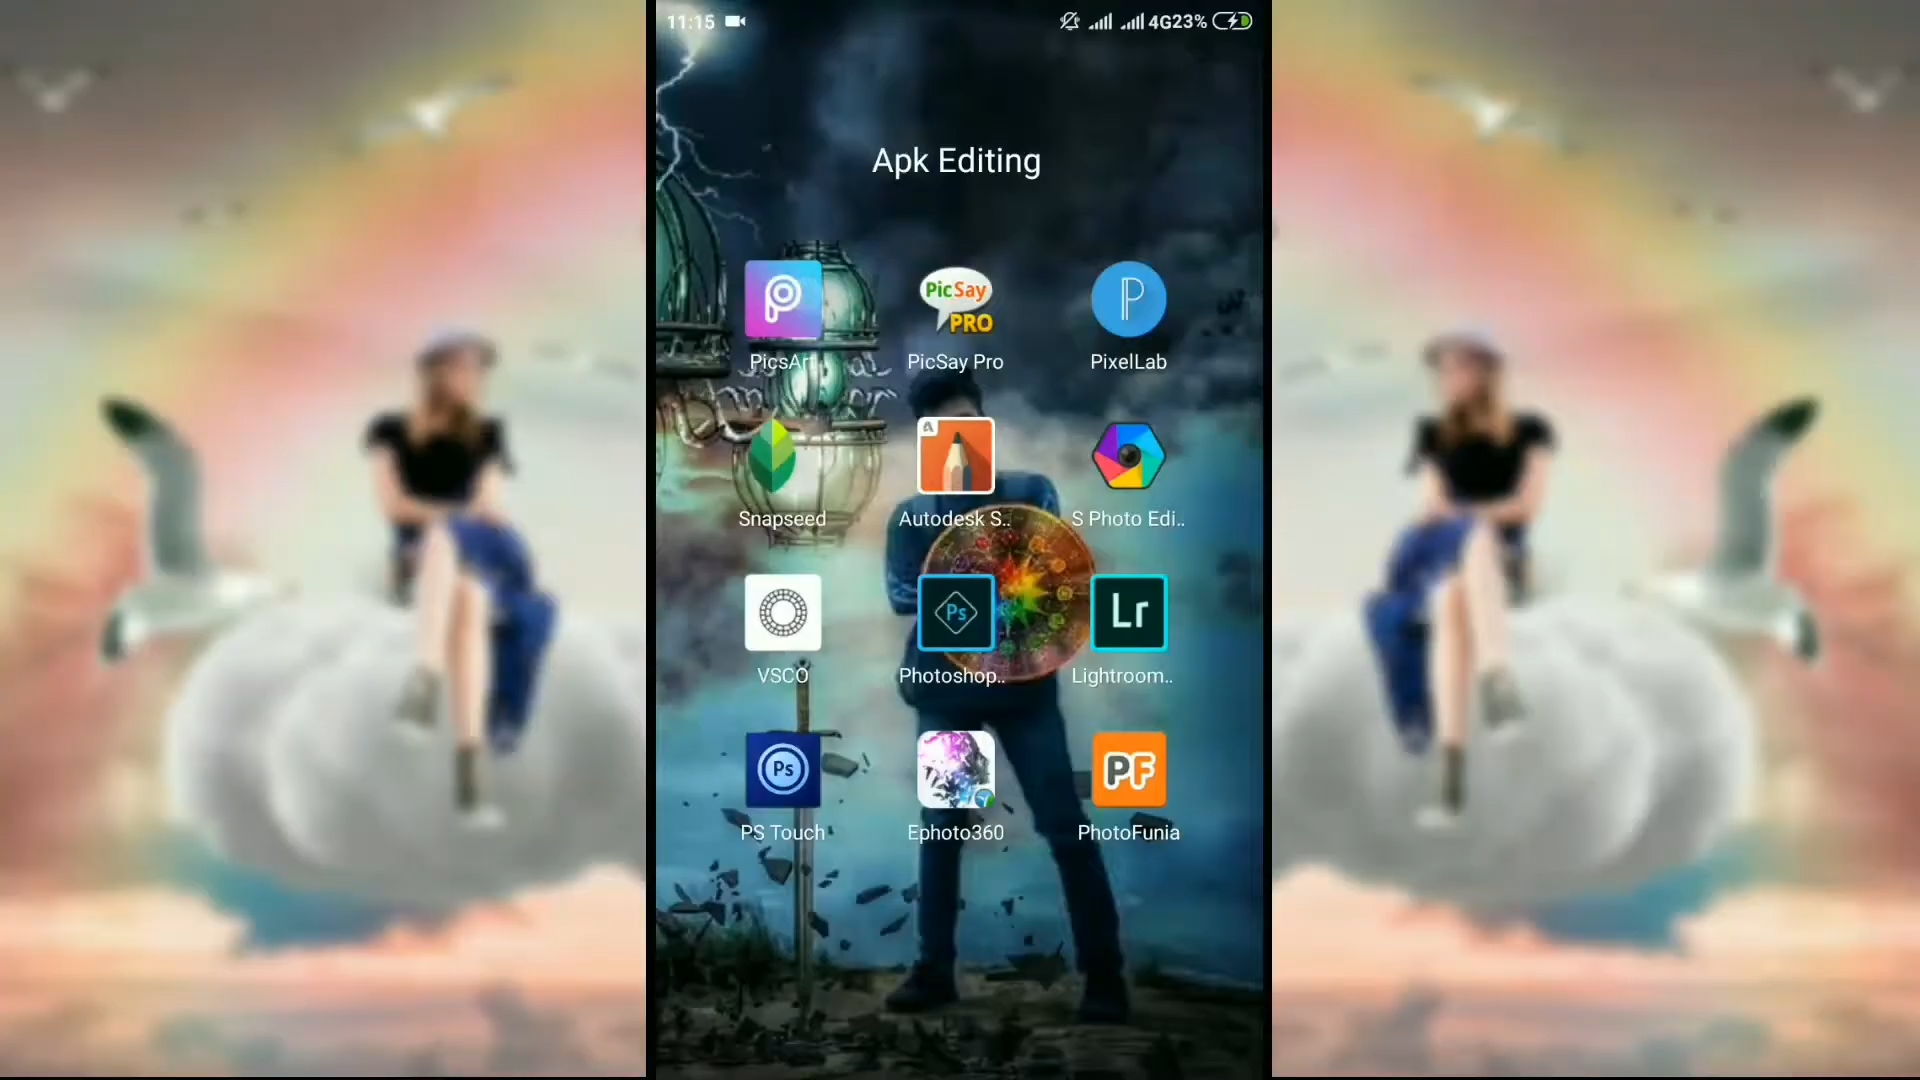 11:15 4G23%
Apk Editing
PicSay
PRO
PicsArt PicSay Pro PixelLab
Snapseed Autodesk S.. S Photo Edi..
Ps Lr
VSCO Photoshop.. Lightroom..
Ps PF
PS Touch Ephoto360 PhotoFunia